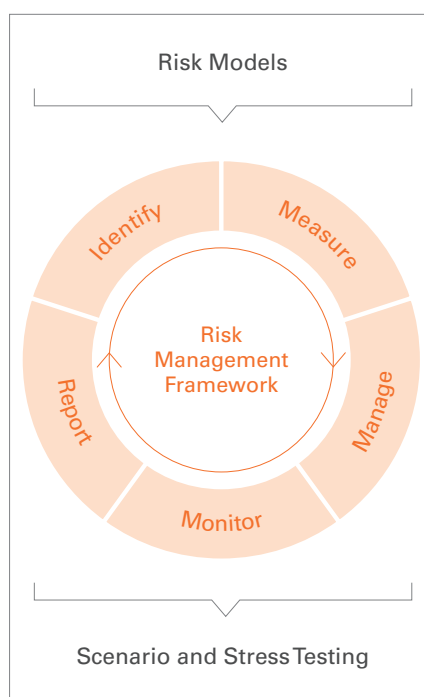 Risk Models
Identify
Measure
Risk
Management
Framework
Report
Manage
Monitor
Scenario and Stress Testing